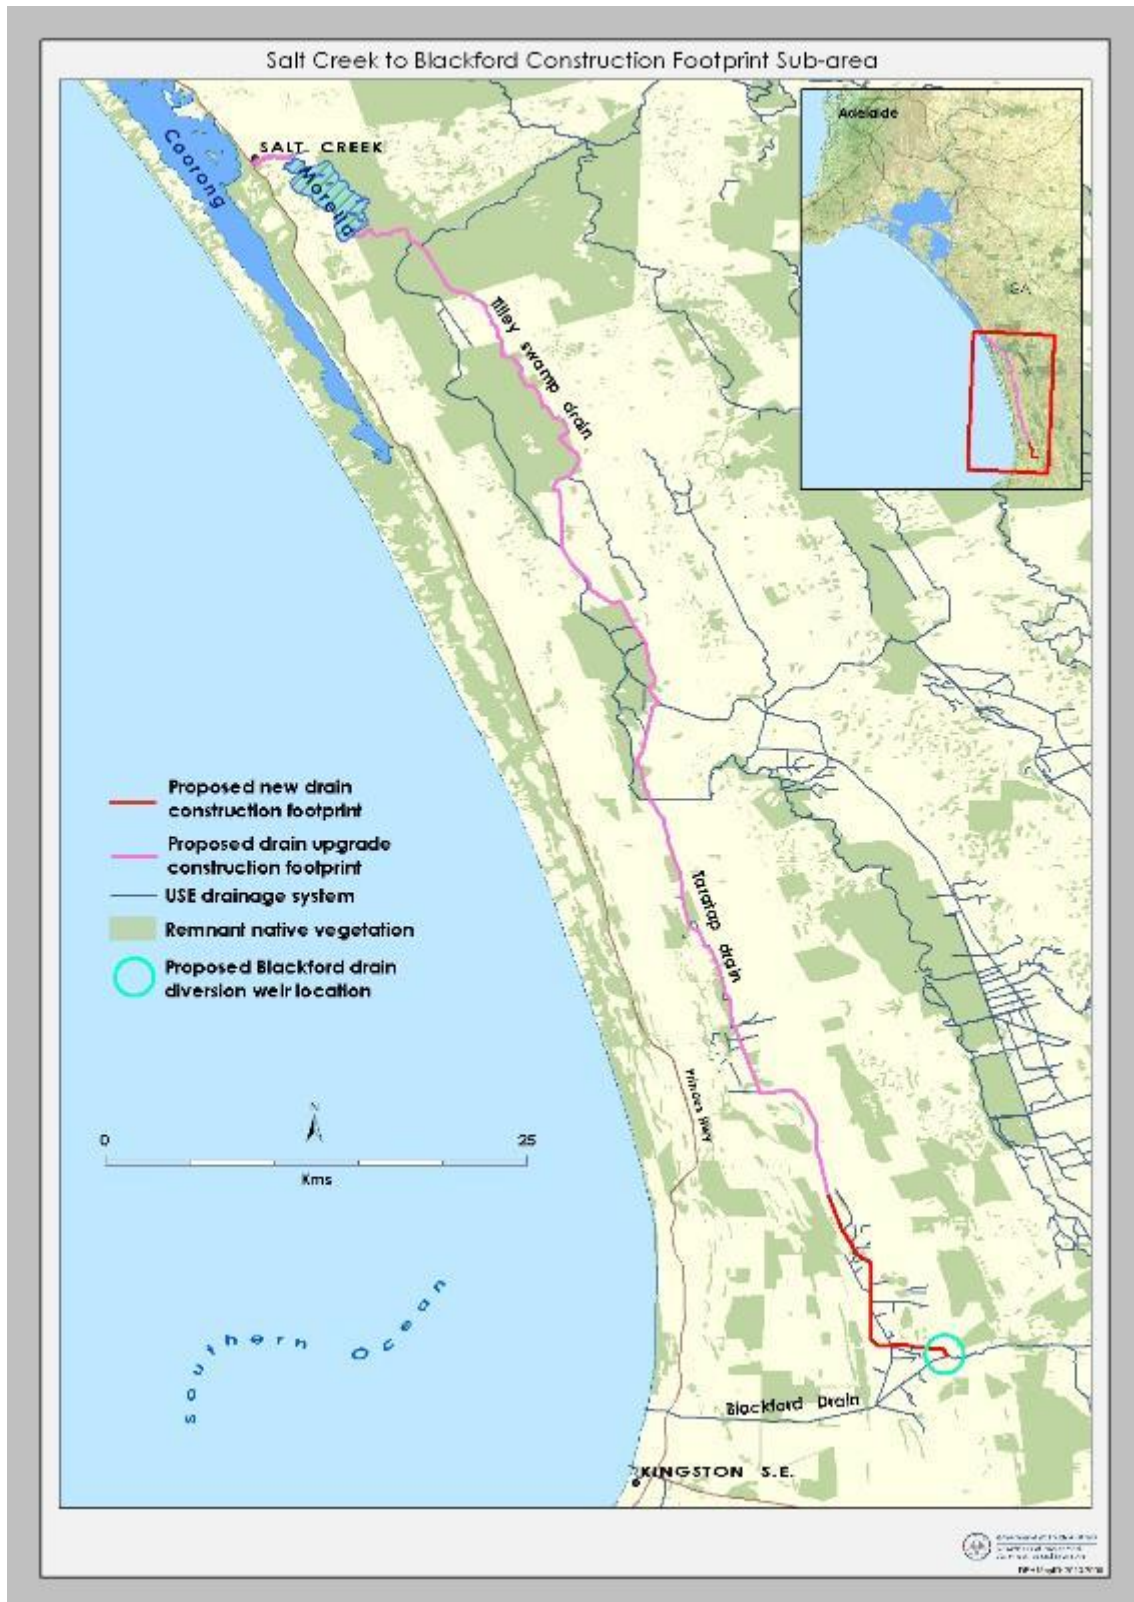 Salt Creek to Blackford Construction Footprint Sub-area
Adelaide
SA
SALT CREEK
Coorong
Morella
Tilley swamp drain
Taratap drain
Princes Hwy
Proposed new drain
construction footprint
Proposed drain upgrade
construction footprint
USE drainage system
Remnant native vegetation
Proposed Blackford drain
diversion weir location
N
0 25
Kms
Southern Ocean
Blackford Drain
KINGSTON S.E.